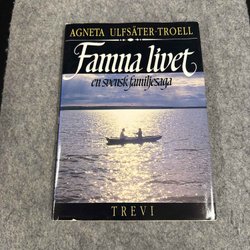 AGNETA ULFSÄTER-TROELL
Famna livet
en svensk familjesaga
TREVI